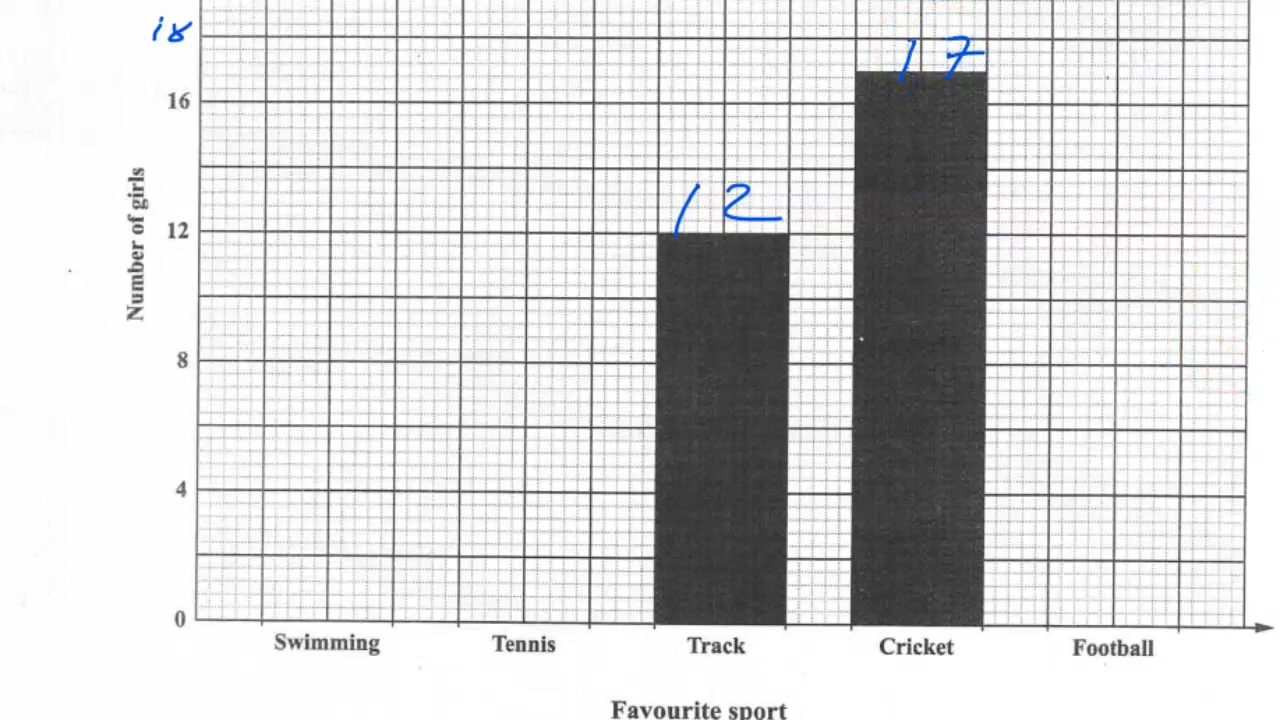 18
17
16
12
12
Number of girls
8
4
0
Swimming Tennis Track Cricket Football
Favourite sport